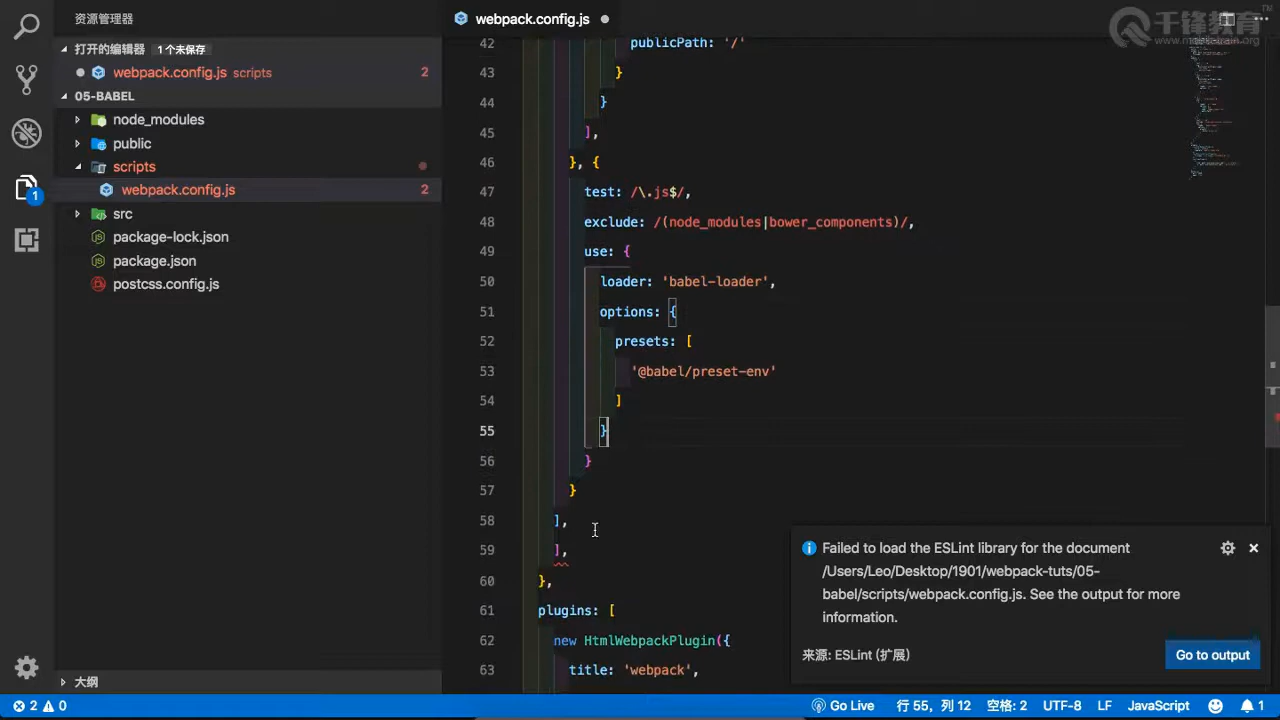 资源管理器
打开的编辑器 1 个未保存
webpack.config.js scripts 2
05-BABEL
node_modules
public
scripts
webpack.config.js 2
src
package-lock.json
package.json
postcss.config.js
大纲
1
webpack.config.js
千锋教育
42 publicPath: '/'
43 }
44 }
45 ],
46 }, {
47 test: /\.js$/,
48 exclude: /(node_modules|bower_components)/,
49 use: {
50 loader: 'babel-loader',
51 options: {
52 presets: [
53 '@babel/preset-env'
54 ]
55 }
56 }
57 }
58 ],
59 ],
60 },
61 plugins: [
62 new HtmlWebpackPlugin({
63 title: 'webpack',
Failed to load the ESLint library for the document
/Users/Leo/Desktop/1901/webpack-tuts/05-
babel/scripts/webpack.config.js. See the output for more
information.
来源: ESLint (扩展)
Go to output
2 0 Go Live 行 55，列 12 空格: 2 UTF-8 LF JavaScript 1